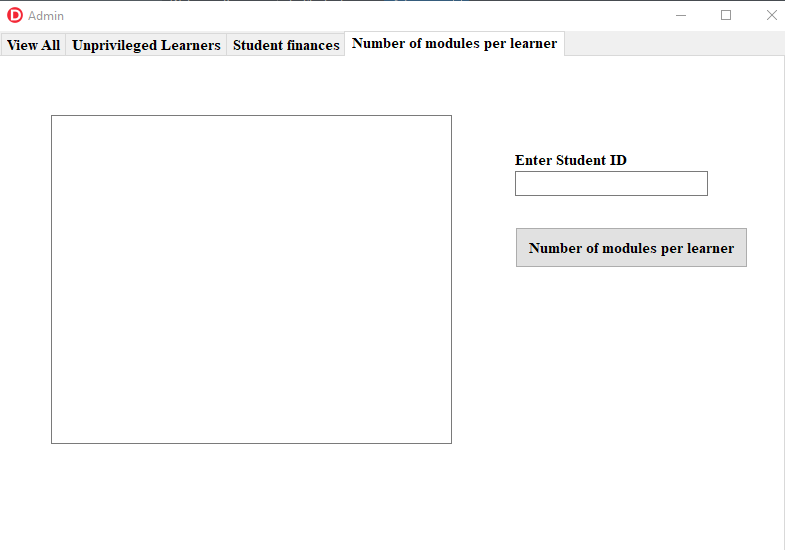 D Admin
View All Unprivileged Learners Student finances Number of modules per learner
Enter Student ID
Number of modules per learner